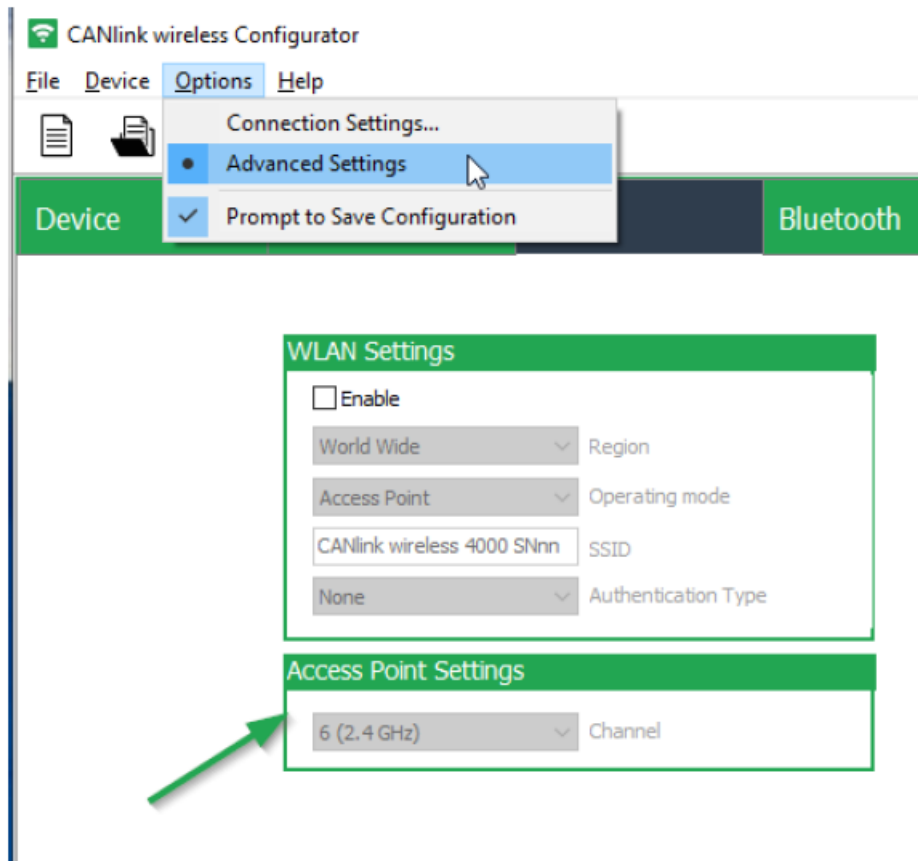 CANlink wireless Configurator
File Device Options Help
Connection Settings...
Advanced Settings
Prompt to Save Configuration
Device Bluetooth
WLAN Settings
Enable
World Wide Region
Access Point Operating mode
CANlink wireless 4000 SNnn SSID
None Authentication Type
Access Point Settings
6 (2.4 GHz) Channel